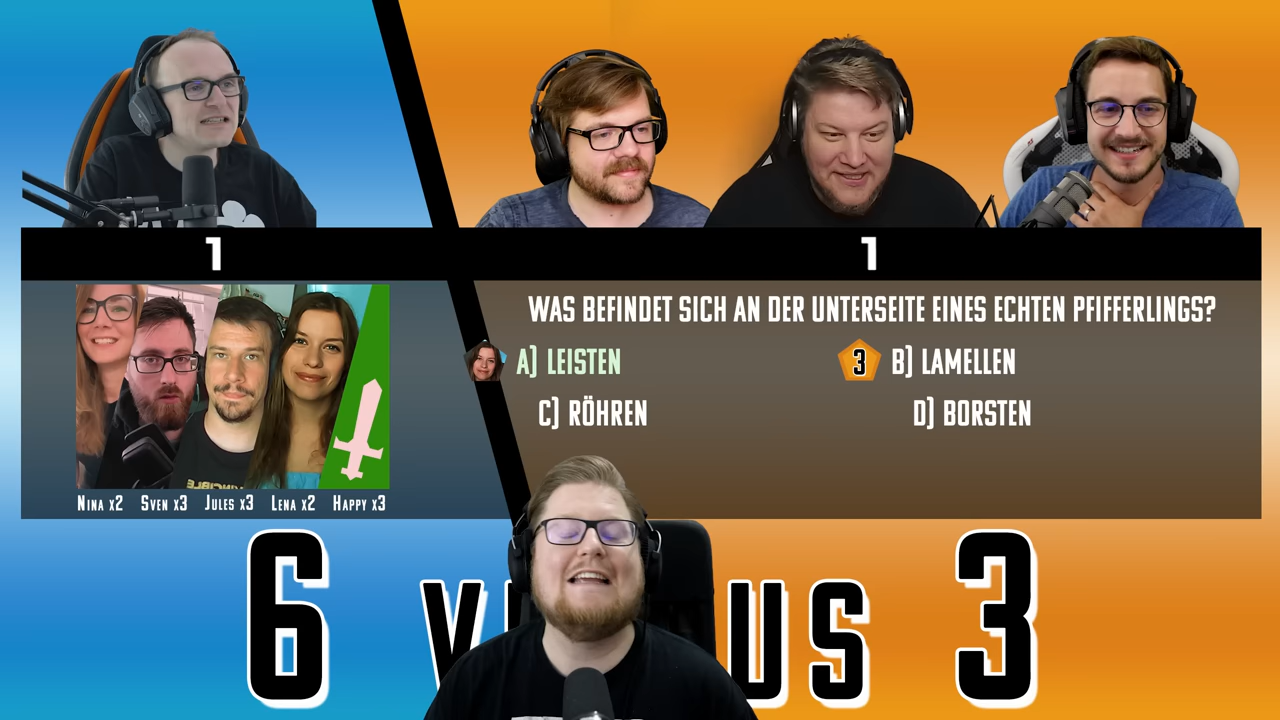 1
1
WAS BEFINDET SICH AN DER UNTERSEITE EINES ECHTEN PFIFFERLINGS?
A) LEISTEN
3 B) LAMELLEN
C) RÖHREN
D) BORSTEN
NINA X2 SVEN X3 JULES X3 LENA X2 HAPPY X3
6 V US 3